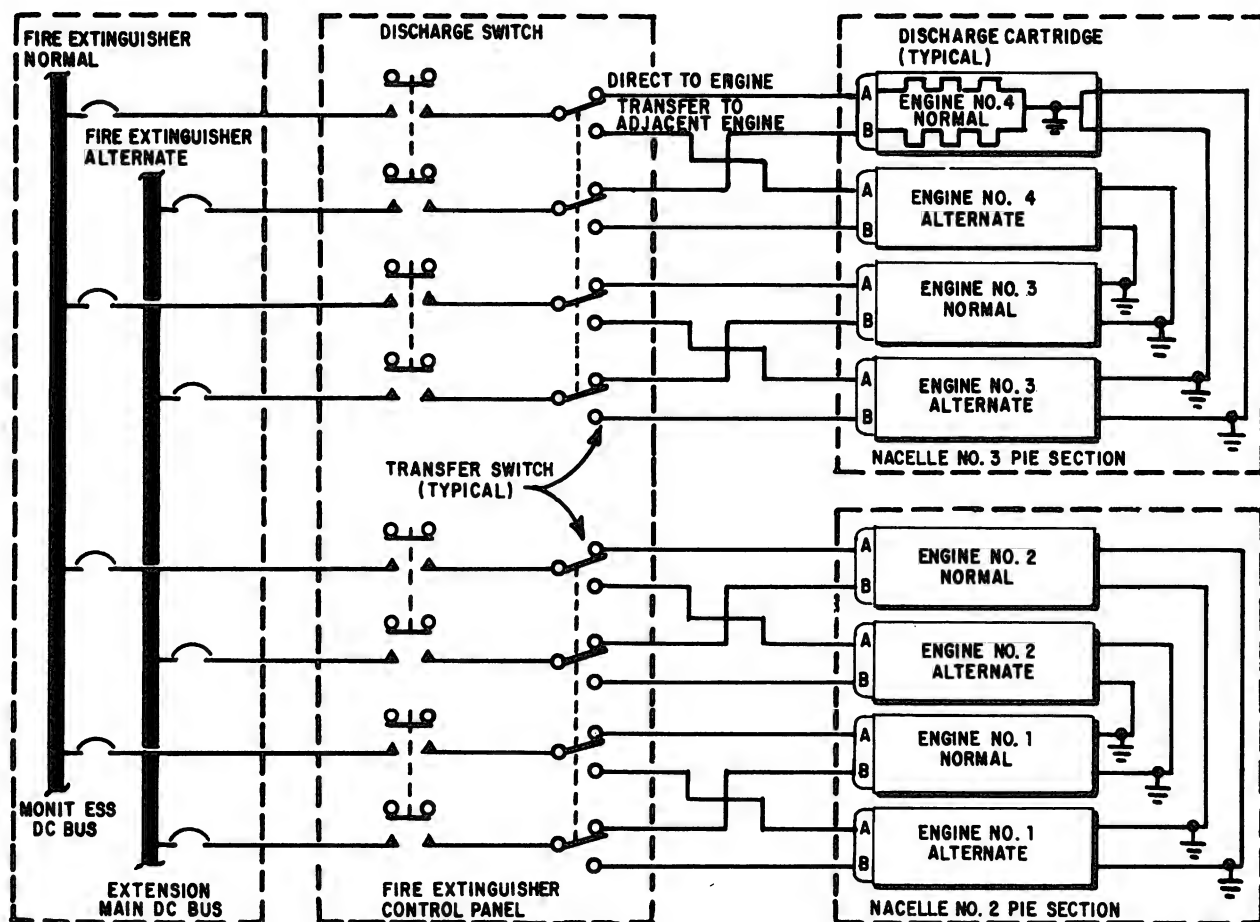 FIRE EXTINGUISHER
NORMAL
FIRE EXTINGUISHER
ALTERNATE
MONIT ESS
DC BUS
EXTENSION
MAIN DC BUS
DISCHARGE SWITCH
DIRECT TO ENGINE
TRANSFER TO
ADJACENT ENGINE
TRANSFER SWITCH
(TYPICAL)
FIRE EXTINGUISHER
CONTROL PANEL
DISCHARGE CARTRIDGE
(TYPICAL)
A
B
ENGINE NO. 4
NORMAL
A
B
ENGINE NO. 4
ALTERNATE
A
B
ENGINE NO. 3
NORMAL
A
B
ENGINE NO. 3
ALTERNATE
NACELLE NO. 3 PIE SECTION
A
B
ENGINE NO. 2
NORMAL
A
B
ENGINE NO. 2
ALTERNATE
A
B
ENGINE NO. 1
NORMAL
A
B
ENGINE NO. 1
ALTERNATE
NACELLE NO. 2 PIE SECTION